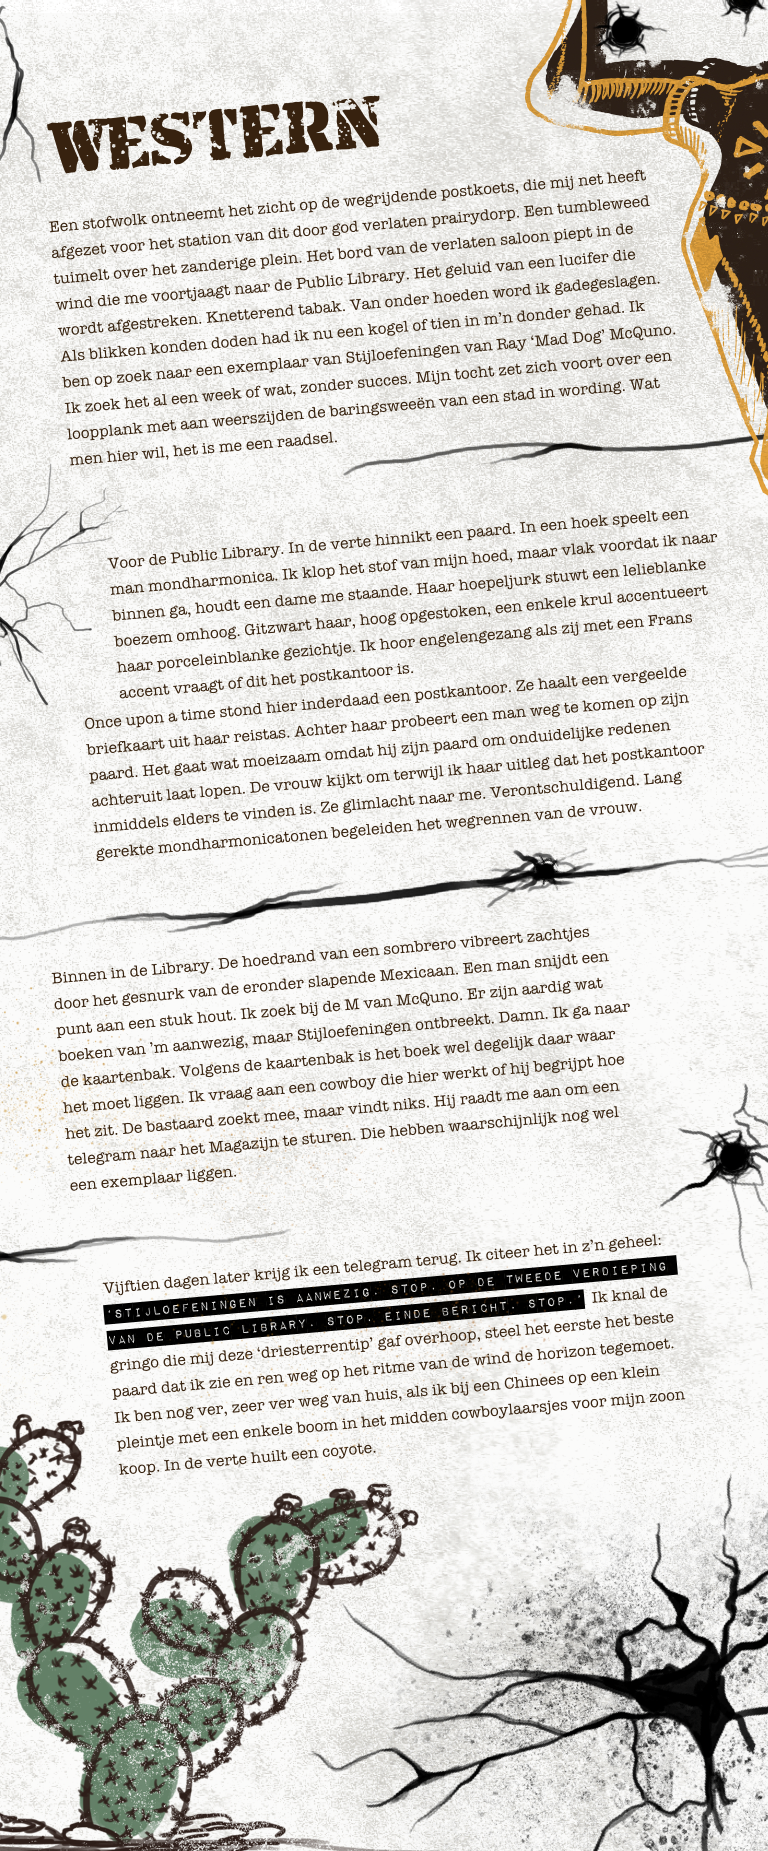 WESTERN
Een stofwolk ontneemt het zicht op de wegrijdende postkoets, die mij net heeft
afgezet voor het station van dit door god verlaten prairydorp. Een tumbleweed
tuimelt over het zanderige plein. Het bord van de verlaten saloon piept in de
wind die me voortjaagt naar de Public Library. Het geluid van een lucifer die
wordt afgestreken. Knetterend tabak. Van onder hoeden word ik gadegeslagen.
Als blikken konden doden had ik nu een kogel of tien in m’n donder gehad. Ik
ben op zoek naar een exemplaar van Stijloefeningen van Ray ‘Mad Dog’ McQuno.
Ik zoek het al een week of wat, zonder succes. Mijn tocht zet zich voort over een
loopplank met aan weerszijden de baringsweeën van een stad in wording. Wat
men hier wil, het is me een raadsel.
Voor de Public Library. In de verte hinnikt een paard. In een hoek speelt een
man mondharmonica. Ik klop het stof van mijn hoed, maar vlak voordat ik naar
binnen ga, houdt een dame me staande. Haar hoepeljurk stuwt een lelieblanke
boezem omhoog. Gitzwart haar, hoog opgestoken, een enkele krul accentueert
haar porceleinblanke gezichtje. Ik hoor engelengezang als zij met een Frans
accent vraagt of dit het postkantoor is.
Once upon a time stond hier inderdaad een postkantoor. Ze haalt een vergeelde
briefkaart uit haar reistas. Achter haar probeert een man weg te komen op zijn
paard. Het gaat wat moeizaam omdat hij zijn paard om onduidelijke redenen
achteruit laat lopen. De vrouw kijkt om terwijl ik haar uitleg dat het postkantoor
inmiddels elders te vinden is. Ze glimlacht naar me. Verontschuldigend. Lang
gerekte mondharmonicatonen begeleiden het wegrennen van de vrouw.
Binnen in de Library. De hoedrand van een sombrero vibreert zachtjes
door het gesnurk van de eronder slapende Mexicaan. Een man snijdt een
punt aan een stuk hout. Ik zoek bij de M van McQuno. Er zijn aardig wat
boeken van ’m aanwezig, maar Stijloefeningen ontbreekt. Damn. Ik ga naar
de kaartenbak. Volgens de kaartenbak is het boek wel degelijk daar waar
het moet liggen. Ik vraag aan een cowboy die hier werkt of hij begrijpt hoe
het zit. De bastaard zoekt mee, maar vindt niks. Hij raadt me aan om een
telegram naar het Magazijn te sturen. Die hebben waarschijnlijk nog wel
een exemplaar liggen.
Vijftien dagen later krijg ik een telegram terug. Ik citeer het in z’n geheel:
‘STIJLOEFENINGEN IS AANWEZIG. STOP. OP DE TWEEDE VERDIEPING
VAN DE PUBLIC LIBRARY. STOP. EINDE BERICHT. STOP.’ Ik knal de
gringo die mij deze ‘driesterrentip’ gaf overhoop, steel het eerste het beste
paard dat ik zie en ren weg op het ritme van de wind de horizon tegemoet.
Ik ben nog ver, zeer ver weg van huis, als ik bij een Chinees op een klein
pleintje met een enkele boom in het midden cowboylaarsjes voor mijn zoon
koop. In de verte huilt een coyote.